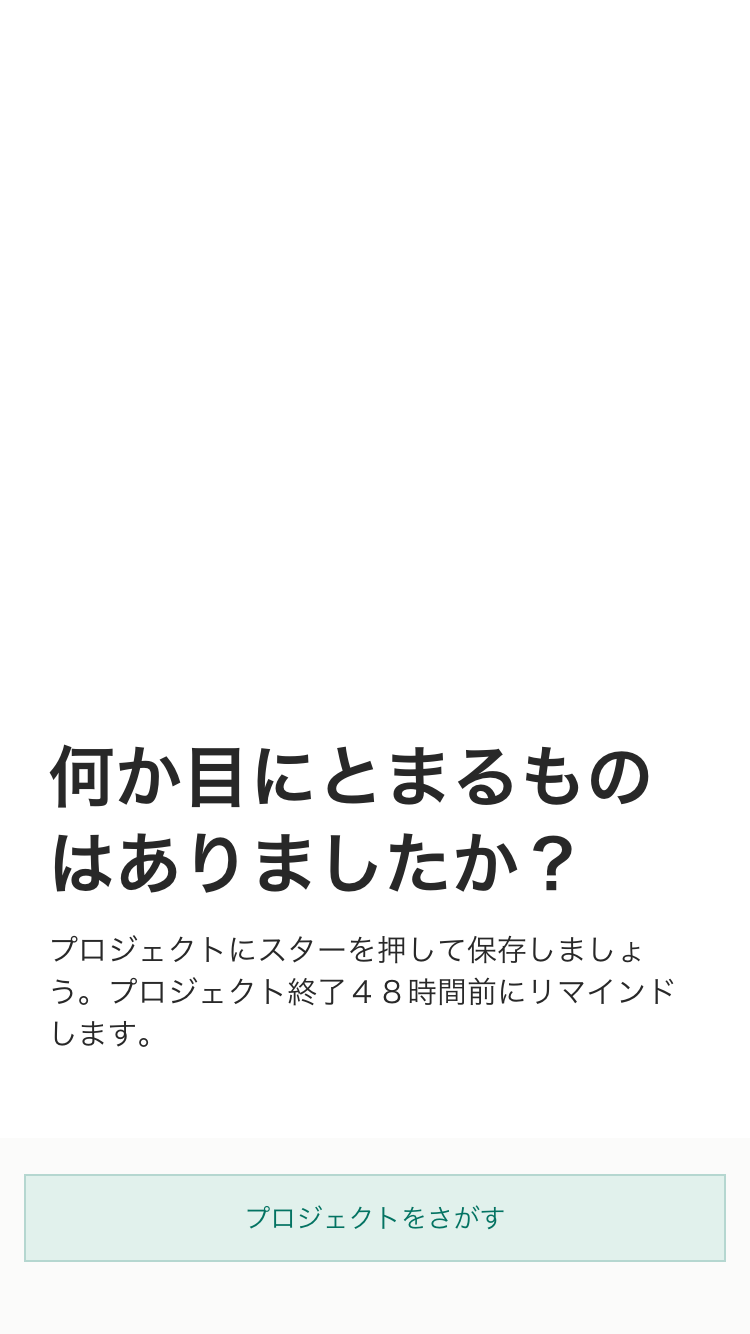 何か目にとまるもの
はありましたか？
プロジェクトにスターを押して保存しましょ
う。プロジェクト終了４８時間前にリマインド
します。
プロジェクトをさがす